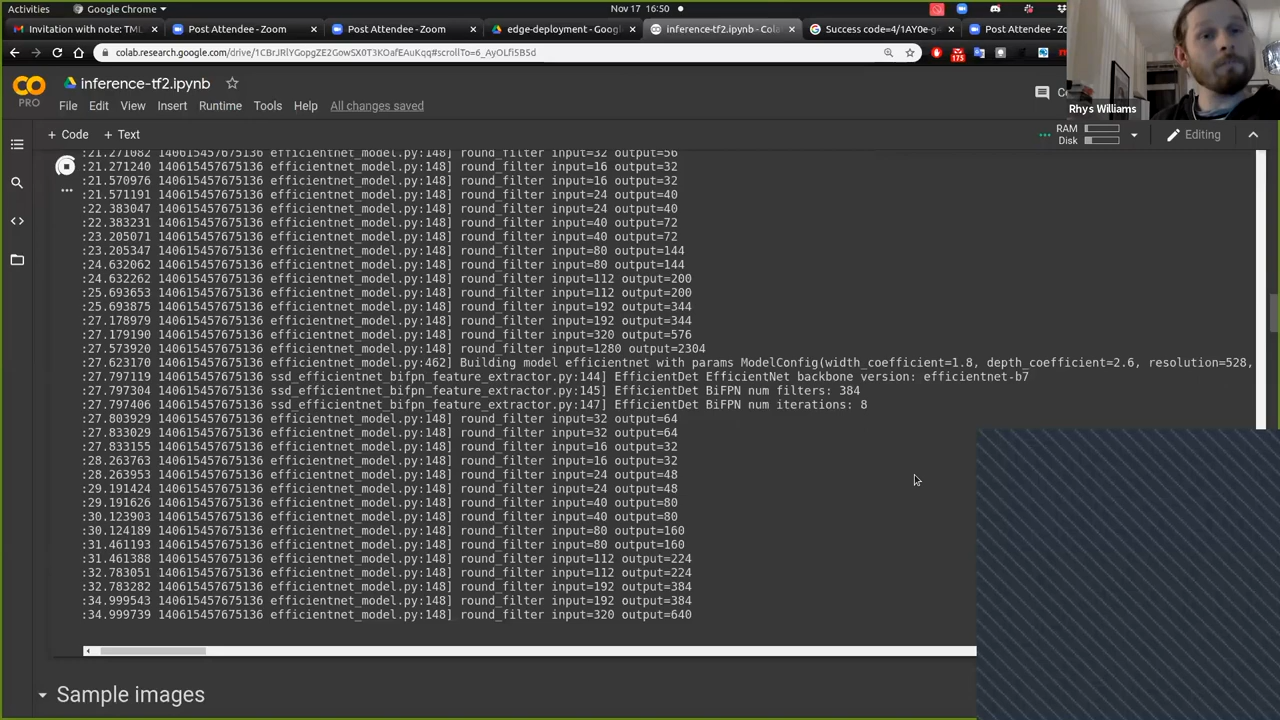 Activities
Google Chrome
Nov 17 16:50
Invitation with note: TML
Post Attendee - Zoom
Post Attendee - Zoom
edge-deployment - Googl
inference-tf2.ipynb - Cola
Success code=4/1AY0e-g
Post Attendee - Zo
colab.research.google.com/drive/1CBrJRlYGopgZE2GowSX0T3KOafEAuKqq#scrollTo=6_AyOLfiSB5d
175
CO
PRO
inference-tf2.ipynb
Rhys Williams
File Edit View Insert Runtime Tools Help All changes saved
+ Code + Text
RAM
Disk
Editing
:21.271082 140615457675136 efficientnet_model.py:148] round_filter input=32 output=56
:21.271240 140615457675136 efficientnet_model.py:148] round_filter input=16 output=32
:21.570976 140615457675136 efficientnet_model.py:148] round_filter input=16 output=32
:21.571191 140615457675136 efficientnet_model.py:148] round_filter input=24 output=40
:22.383047 140615457675136 efficientnet_model.py:148] round_filter input=24 output=40
:22.383231 140615457675136 efficientnet_model.py:148] round_filter input=40 output=72
:23.205071 140615457675136 efficientnet_model.py:148] round_filter input=40 output=72
:23.205347 140615457675136 efficientnet_model.py:148] round_filter input=80 output=144
:24.632062 140615457675136 efficientnet_model.py:148] round_filter input=80 output=144
:24.632262 140615457675136 efficientnet_model.py:148] round_filter input=112 output=200
:25.693653 140615457675136 efficientnet_model.py:148] round_filter input=112 output=200
:25.693875 140615457675136 efficientnet_model.py:148] round_filter input=192 output=344
:27.178979 140615457675136 efficientnet_model.py:148] round_filter input=192 output=344
:27.179190 140615457675136 efficientnet_model.py:148] round_filter input=320 output=576
:27.573920 140615457675136 efficientnet_model.py:148] round_filter input=1280 output=2304
:27.623170 140615457675136 efficientnet_model.py:462] Building model efficientnet with params ModelConfig(width_coefficient=1.8, depth_coefficient=2.6, resolution=528,
:27.797119 140615457675136 ssd_efficientnet_bifpn_feature_extractor.py:144] EfficientDet EfficientNet backbone version: efficientnet-b7
:27.797304 140615457675136 ssd_efficientnet_bifpn_feature_extractor.py:145] EfficientDet BiFPN num filters: 384
:27.797406 140615457675136 ssd_efficientnet_bifpn_feature_extractor.py:147] EfficientDet BiFPN num iterations: 8
:27.803929 140615457675136 efficientnet_model.py:148] round_filter input=32 output=64
:27.833029 140615457675136 efficientnet_model.py:148] round_filter input=32 output=64
:27.833155 140615457675136 efficientnet_model.py:148] round_filter input=16 output=32
:28.263763 140615457675136 efficientnet_model.py:148] round_filter input=16 output=32
:28.263953 140615457675136 efficientnet_model.py:148] round_filter input=24 output=48
:29.191424 140615457675136 efficientnet_model.py:148] round_filter input=24 output=48
:29.191626 140615457675136 efficientnet_model.py:148] round_filter input=40 output=80
:30.123903 140615457675136 efficientnet_model.py:148] round_filter input=40 output=80
:30.124189 140615457675136 efficientnet_model.py:148] round_filter input=80 output=160
:31.461193 140615457675136 efficientnet_model.py:148] round_filter input=80 output=160
:31.461388 140615457675136 efficientnet_model.py:148] round_filter input=112 output=224
:32.783051 140615457675136 efficientnet_model.py:148] round_filter input=112 output=224
:32.783282 140615457675136 efficientnet_model.py:148] round_filter input=192 output=384
:34.999543 140615457675136 efficientnet_model.py:148] round_filter input=192 output=384
:34.999739 140615457675136 efficientnet_model.py:148] round_filter input=320 output=640
Sample images